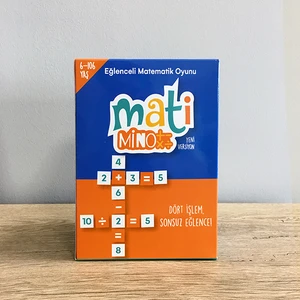 6-106
YAŞ
Eğlenceli Matematik Oyunu
mati
MİNO
YENİ
VERSİYON
4
2 + 3 = 5
6
-
10 ÷ 2 = 5
=
8
DÖRT İŞLEM,
SONSUZ EĞLENCE!